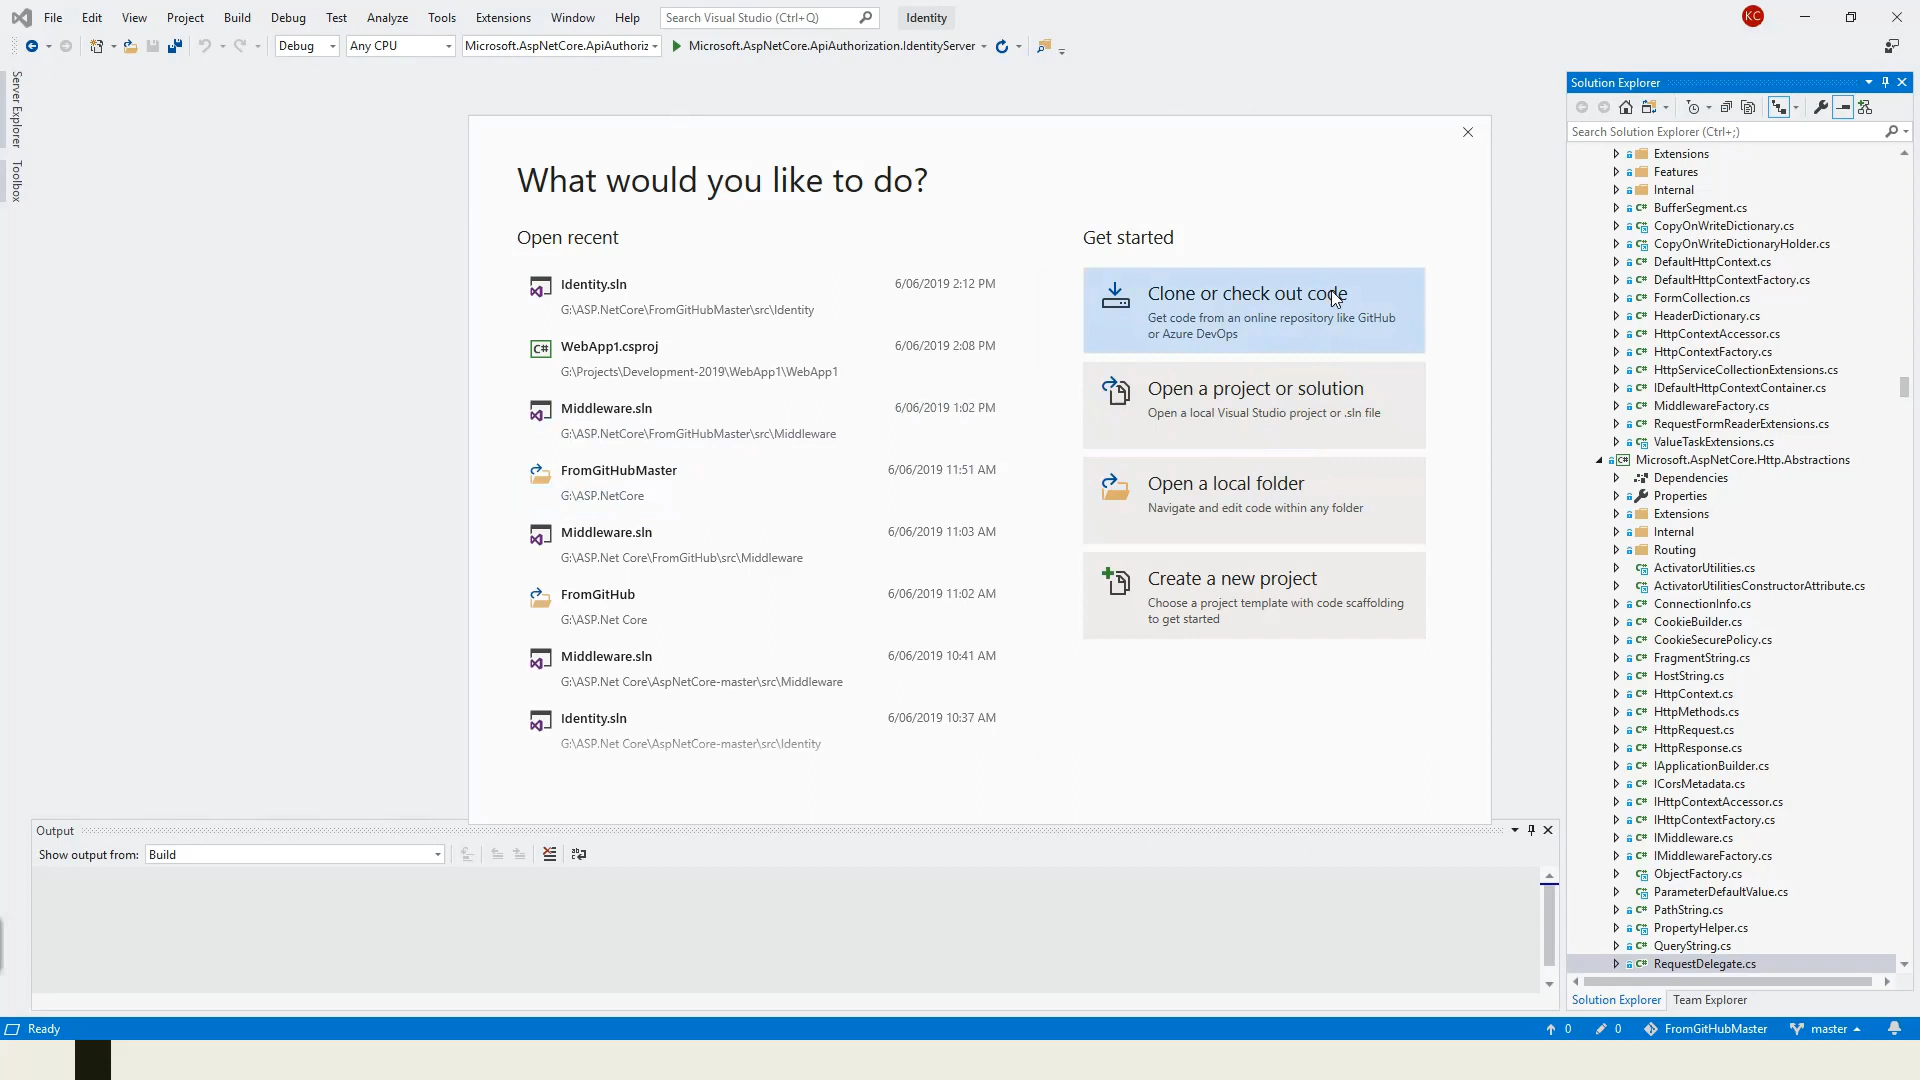 File Edit View Project Build Debug Test Analyze Tools Extensions Window Help Search Visual Studio (Ctrl+Q) Identity KC
Debug Any CPU Microsoft.AspNetCore.ApiAuthoriz Microsoft.AspNetCore.ApiAuthorization.IdentityServer
Server Explorer
Toolbox
What would you like to do?
Open recent
Identity.sln 6/06/2019 2:12 PM
G:\ASP.NetCore\FromGitHubMaster\src\Identity
WebApp1.csproj 6/06/2019 2:08 PM
G:\Projects\Development-2019\WebApp1\WebApp1
Middleware.sln 6/06/2019 1:02 PM
G:\ASP.NetCore\FromGitHubMaster\src\Middleware
FromGitHubMaster 6/06/2019 11:51 AM
G:\ASP.NetCore
Middleware.sln 6/06/2019 11:03 AM
G:\ASP.Net Core\FromGitHub\src\Middleware
FromGitHub 6/06/2019 11:02 AM
G:\ASP.Net Core
Middleware.sln 6/06/2019 10:41 AM
G:\ASP.Net Core\AspNetCore-master\src\Middleware
Identity.sln 6/06/2019 10:37 AM
G:\ASP.Net Core\AspNetCore-master\src\Identity
Get started
Clone or check out code
Get code from an online repository like GitHub
or Azure DevOps
Open a project or solution
Open a local Visual Studio project or .sln file
Open a local folder
Navigate and edit code within any folder
Create a new project
Choose a project template with code scaffolding
to get started
Output
Show output from: Build
Solution Explorer
Search Solution Explorer (Ctrl+;)
Extensions
Features
Internal
C# BufferSegment.cs
C# CopyOnWriteDictionary.cs
C# CopyOnWriteDictionaryHolder.cs
C# DefaultHttpContext.cs
C# DefaultHttpContextFactory.cs
C# FormCollection.cs
C# HeaderDictionary.cs
C# HttpContextAccessor.cs
C# HttpContextFactory.cs
C# HttpServiceCollectionExtensions.cs
C# IDefaultHttpContextContainer.cs
C# MiddlewareFactory.cs
C# RequestFormReaderExtensions.cs
C# ValueTaskExtensions.cs
C# Microsoft.AspNetCore.Http.Abstractions
Dependencies
Properties
Extensions
Internal
Routing
C# ActivatorUtilities.cs
C# ActivatorUtilitiesConstructorAttribute.cs
C# ConnectionInfo.cs
C# CookieBuilder.cs
C# CookieSecurePolicy.cs
C# FragmentString.cs
C# HostString.cs
C# HttpContext.cs
C# HttpMethods.cs
C# HttpRequest.cs
C# HttpResponse.cs
C# IApplicationBuilder.cs
C# ICorsMetadata.cs
C# IHttpContextAccessor.cs
C# IHttpContextFactory.cs
C# IMiddleware.cs
C# IMiddlewareFactory.cs
C# ObjectFactory.cs
C# ParameterDefaultValue.cs
C# PathString.cs
C# PropertyHelper.cs
C# QueryString.cs
C# RequestDelegate.cs
Solution Explorer Team Explorer
Ready 0 0 FromGitHubMaster master